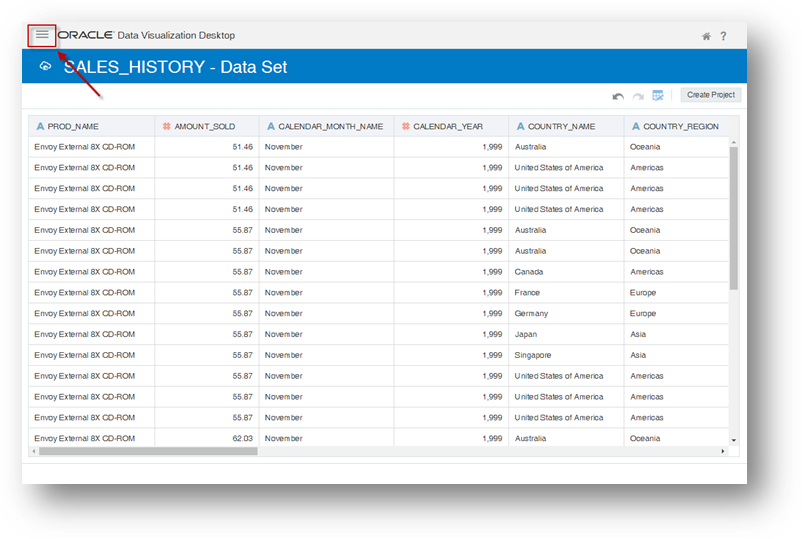 ORACLE Data Visualization Desktop ?
SALES_HISTORY - Data Set
Create Project
A PROD_NAME # AMOUNT_SOLD A CALENDAR_MONTH_NAME # CALENDAR_YEAR A COUNTRY_NAME A COUNTRY_REGION
Envoy External 8X CD-ROM 51.46 November 1,999 Australia Oceania
Envoy External 8X CD-ROM 51.46 November 1,999 United States of America Americas
Envoy External 8X CD-ROM 51.46 November 1,999 United States of America Americas
Envoy External 8X CD-ROM 51.46 November 1,999 United States of America Americas
Envoy External 8X CD-ROM 55.87 November 1,999 Australia Oceania
Envoy External 8X CD-ROM 55.87 November 1,999 Australia Oceania
Envoy External 8X CD-ROM 55.87 November 1,999 Canada Americas
Envoy External 8X CD-ROM 55.87 November 1,999 France Europe
Envoy External 8X CD-ROM 55.87 November 1,999 Germany Europe
Envoy External 8X CD-ROM 55.87 November 1,999 Japan Asia
Envoy External 8X CD-ROM 55.87 November 1,999 Singapore Asia
Envoy External 8X CD-ROM 55.87 November 1,999 United States of America Americas
Envoy External 8X CD-ROM 55.87 November 1,999 United States of America Americas
Envoy External 8X CD-ROM 55.87 November 1,999 United States of America Americas
Envoy External 8X CD-ROM 62.03 November 1,999 Australia Oceania